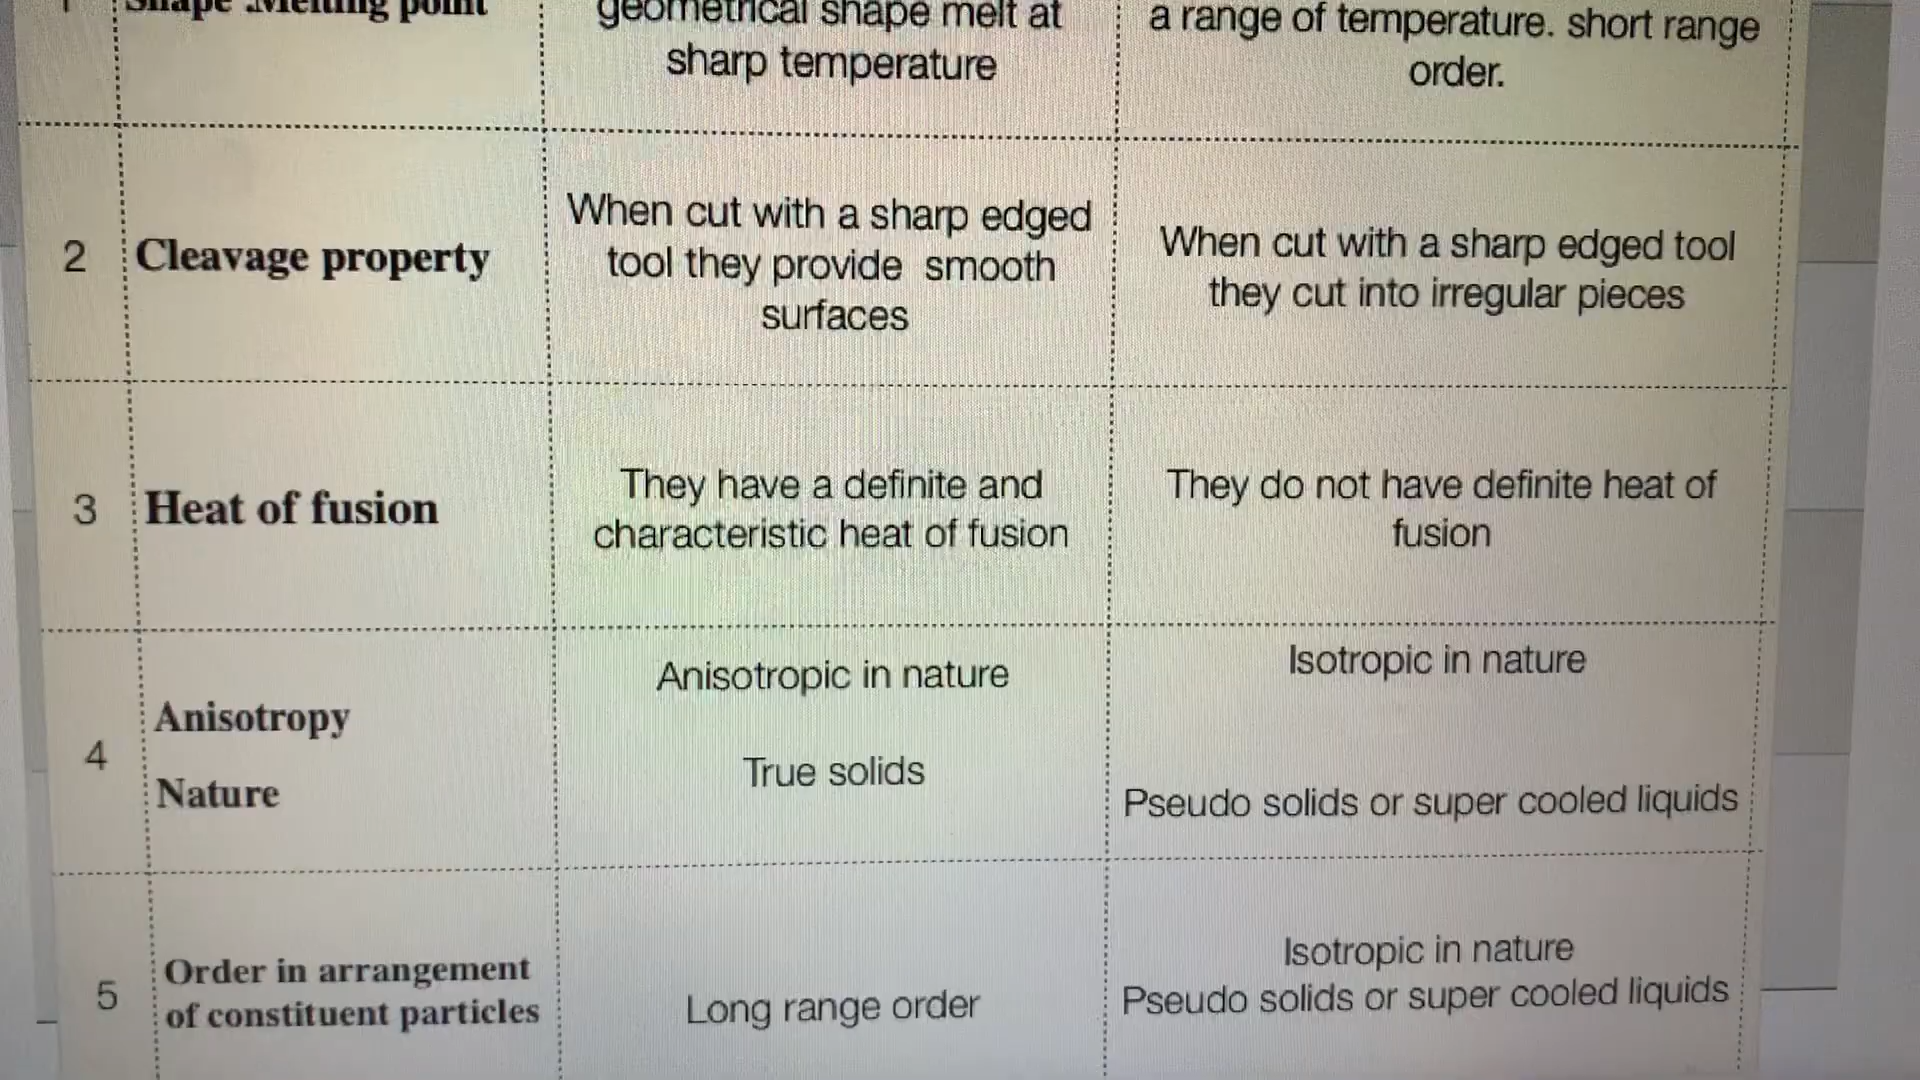 1 Shape Melting point
geometrical shape melt at
sharp temperature
a range of temperature. short range
order.
2 Cleavage property
When cut with a sharp edged
tool they provide smooth
surfaces
When cut with a sharp edged tool
they cut into irregular pieces
3 Heat of fusion
They have a definite and
characteristic heat of fusion
They do not have definite heat of
fusion
4
Anisotropy
Nature
Anisotropic in nature
True solids
Isotropic in nature
Pseudo solids or super cooled liquids
5
Order in arrangement
of constituent particles
Long range order
Isotropic in nature
Pseudo solids or super cooled liquids